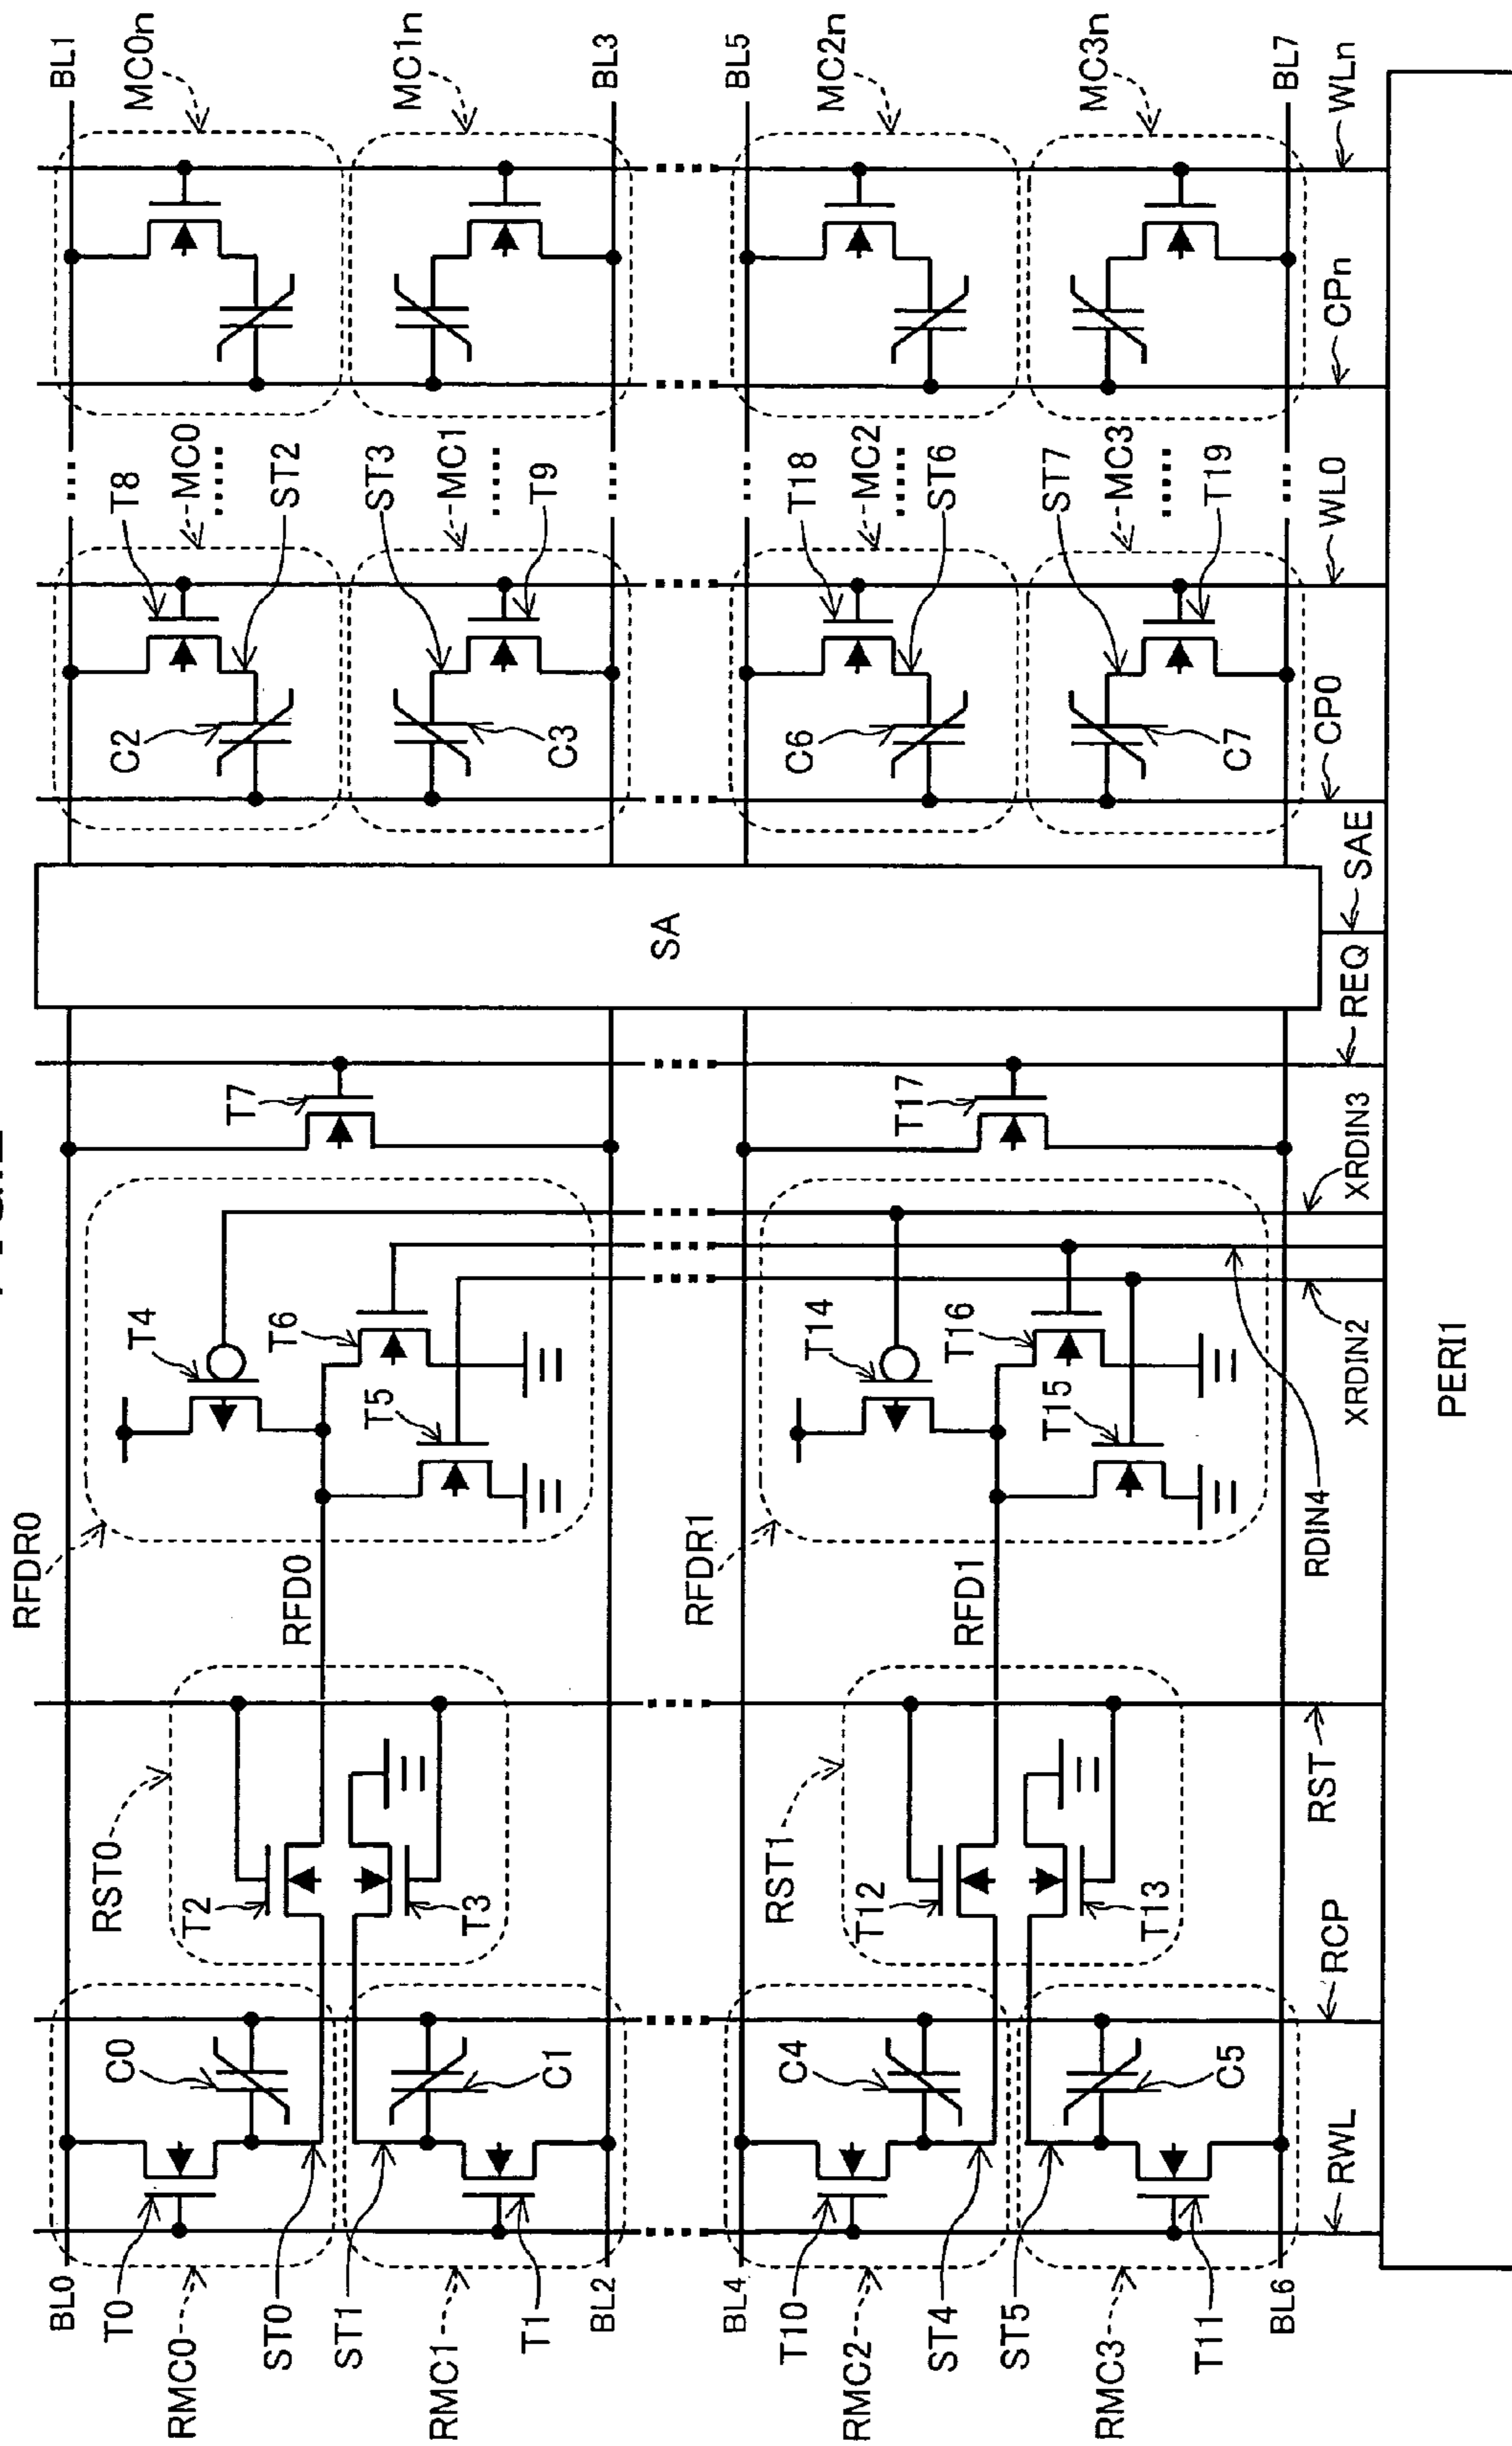 RFDR0
BL0
BL1
T0
RST0
C0
T4
T7
C2
T8
MC0n
RMC0
T2
MC0
ST0
RFD0
T6
ST2
ST1
T5
ST3
RMC1
T3
MC1
MC1n
T1
C1
C3
T9
BL2
BL3
SA
RFDR1
BL4
BL5
T10
RST1
C4
T14
T17
C6
T18
MC2n
RMC2
T12
MC2
ST4
RFD1
T16
ST6
ST5
T15
ST7
RMC3
T13
MC3
MC3n
T11
C5
C7
T19
BL6
BL7
RDIN4
RWL
RCP
RST
XRDIN2
XRDIN3
REQ
SAE
CP0
WL0
CPn
WLn
PERI1